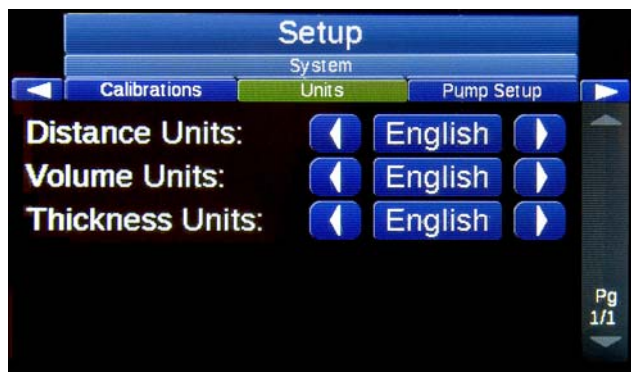 Setup
System
Calibrations Units Pump Setup
Distance Units: English
Volume Units: English
Thickness Units: English
Pg
1/1